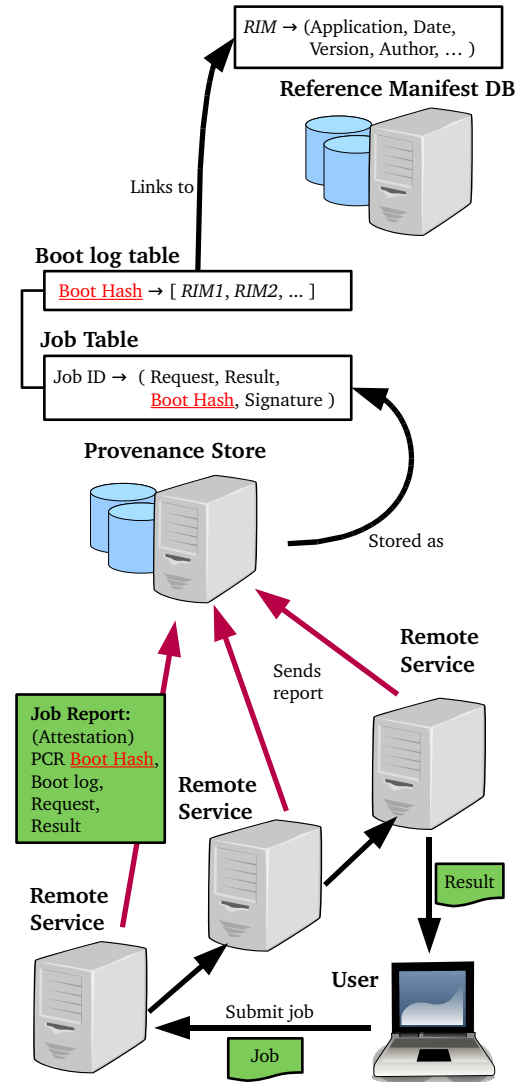 RIM → (Application, Date,
Version, Author, … )
Reference Manifest DB
Links to
Boot log table
Boot Hash → [ RIM1, RIM2, ... ]
Job Table
Job ID → ( Request, Result,
Boot Hash, Signature )
Provenance Store
Stored as
Remote
Service
Sends
report
Job Report:
(Attestation)
PCR Boot Hash,
Boot log,
Request,
Result
Remote
Service
Result
Remote
Service
User
Submit job
Job